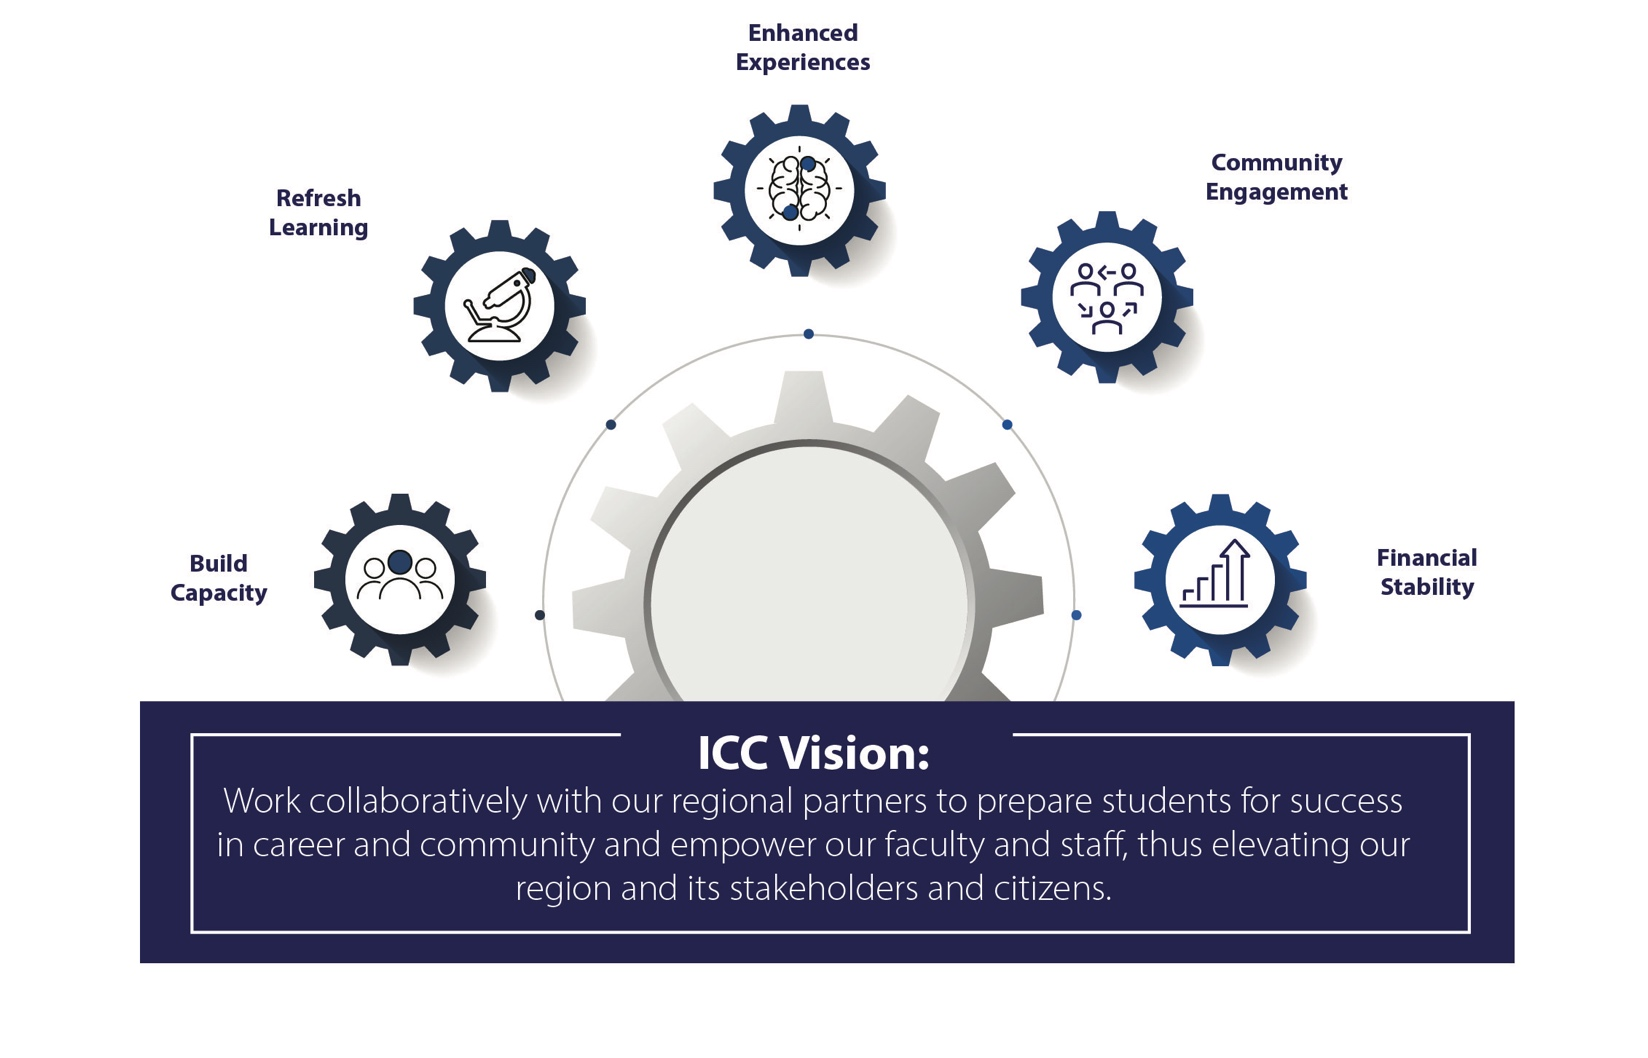 Enhanced
Experiences
Community
Engagement
Refresh
Learning
Build
Capacity
Financial
Stability
ICC Vision:
Work collaboratively with our regional partners to prepare students for success
in career and community and empower our faculty and staff, thus elevating our
region and its stakeholders and citizens.